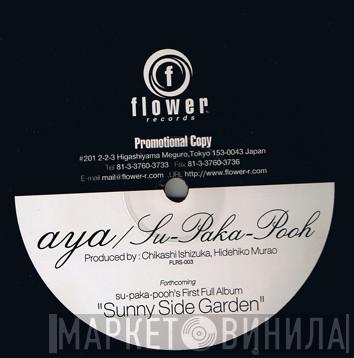 f
flower
records
Promotional Copy
#201 2-2-3 Higashiyama Meguro,Tokyo 153-0043 Japan
Tel 81-3-3760-3733 Fax 81-3-3760-3736
E-mail mail@flower-r.com ,URL http://www.flower-r.com
aya/Su-Paka-Pooh
Produced by : Chikashi Ishizuka, Hidehiko Murao
FLRS-003
Forthcoming
su-paka-pooh's First Full Album
"Sunny Side Garden"
МАРКЕТ ВИНИЛА